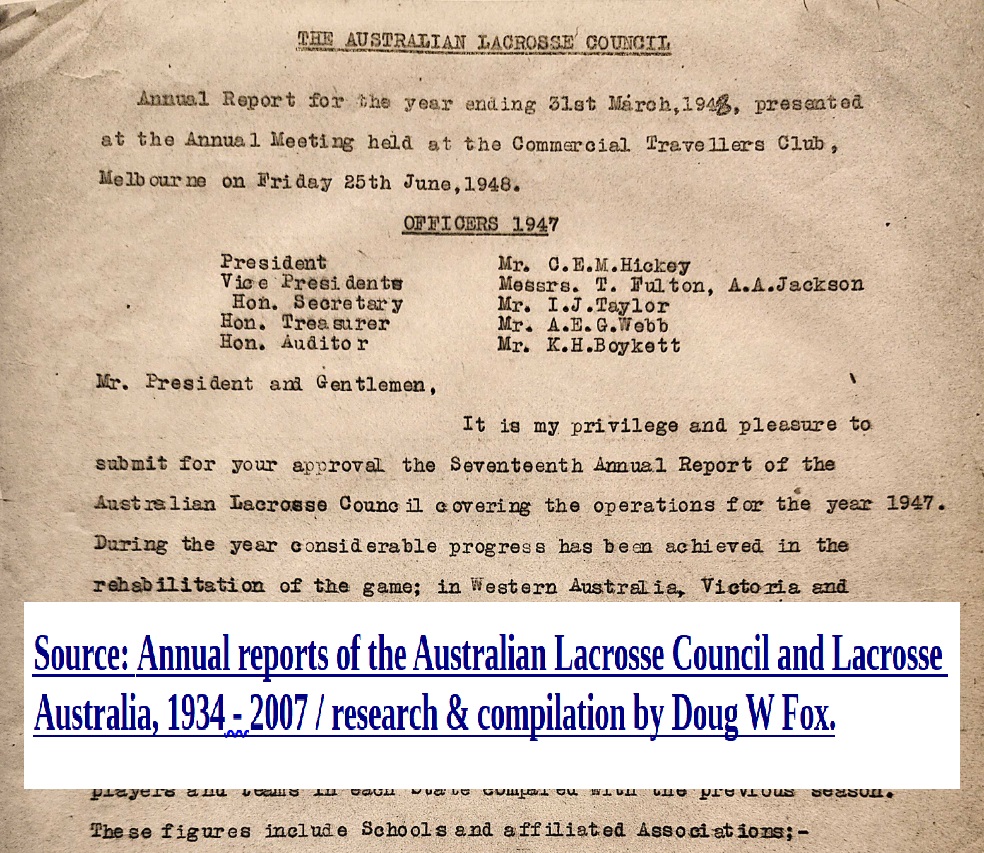 THE AUSTRALIAN LACROSSE COUNCIL
Annual Report for the year ending 31st March,1948, presented
at the Annual Meeting held at the Commercial Travellers Club,
Melbourne on Friday 25th June,1948.
OFFICERS 1947
President Mr. C.E.M.Hickey
Vice Presidents Messrs. T. Fulton, A.A.Jackson
Hon. Secretary Mr. I.J.Taylor
Hon. Treasurer Mr. A.E.G.Webb
Hon. Auditor Mr. K.H.Boykett
Mr. President and Gentlemen,
It is my privilege and pleasure to
submit for your approval the Seventeenth Annual Report of the
Australian Lacrosse Council covering the operations for the year 1947.
During the year considerable progress has been achieved in the
rehabilitation of the game; in Western Australia, Victoria and
Source: Annual reports of the Australian Lacrosse Council and Lacrosse
Australia, 1934 - 2007 / research & compilation by Doug W Fox.
players and teams in each State compared with the previous season.
These figures include Schools and affiliated Associations;-